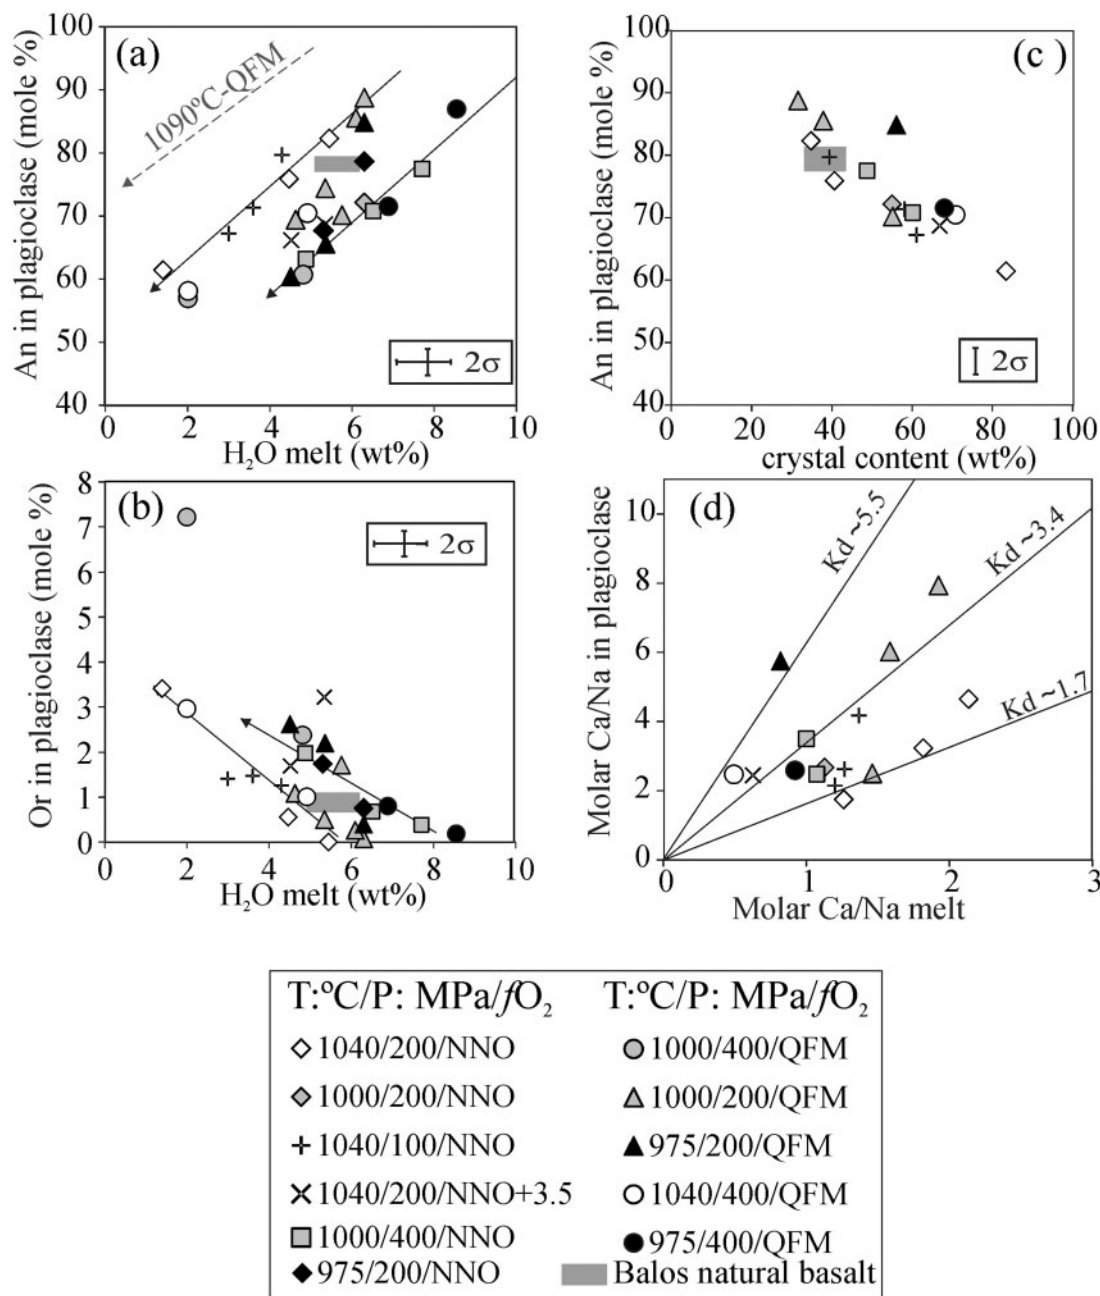 (a)
An in plagioclase (mole %)
100
90
80
70
60
50
40
1090ºC-QFM
2σ
0 2 4 6 8 10
H₂O melt (wt%)
(c )
An in plagioclase (mole %)
100
90
80
70
60
50
40
2σ
0 20 40 60 80 100
crystal content (wt%)
(b)
Or in plagioclase (mole %)
8
7
6
5
4
3
2
1
0
2σ
0 2 4 6 8 10
H₂O melt (wt%)
(d)
Molar Ca/Na in plagioclase
10
8
6
4
2
0
Kd ~5.5
Kd ~3.4
Kd ~1.7
0 1 2 3
Molar Ca/Na melt
T:ºC/P: MPa/fO₂
1040/200/NNO
1000/200/NNO
1040/100/NNO
1040/200/NNO+3.5
1000/400/NNO
975/200/NNO
T:ºC/P: MPa/fO₂
1000/400/QFM
1000/200/QFM
975/200/QFM
1040/400/QFM
975/400/QFM
Balos natural basalt